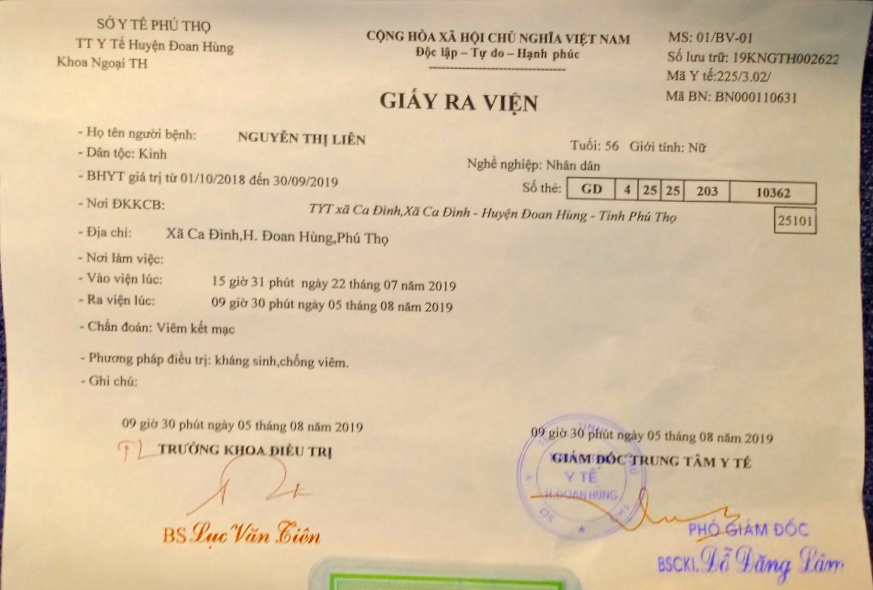 SỞ Y TẾ PHÚ THỌ
TT Y Tế Huyện Đoan Hùng
Khoa Ngoại TH
CỘNG HÒA XÃ HỘI CHỦ NGHĨA VIỆT NAM
Độc lập – Tự do – Hạnh phúc
MS: 01/BV-01
Số lưu trữ: 19KNGTH002622
Mã Y tế:225/3.02/
Mã BN: BN000110631
GIẤY RA VIỆN
- Họ tên người bệnh: NGUYỄN THỊ LIÊN
Tuổi: 56 Giới tính: Nữ
- Dân tộc: Kinh
Nghề nghiệp: Nhân dân
- BHYT giá trị từ 01/10/2018 đến 30/09/2019
Số thẻ: GD 4 25 25 203 10362
- Nơi ĐKKCB: TYT xã Ca Đình,Xã Ca Đình - Huyện Đoan Hùng - Tỉnh Phú Thọ 25101
- Địa chỉ: Xã Ca Đình,H. Đoan Hùng,Phú Thọ
- Nơi làm việc:
- Vào viện lúc: 15 giờ 31 phút ngày 22 tháng 07 năm 2019
- Ra viện lúc: 09 giờ 30 phút ngày 05 tháng 08 năm 2019
- Chẩn đoán: Viêm kết mạc
- Phương pháp điều trị: kháng sinh,chống viêm.
- Ghi chú:
09 giờ 30 phút ngày 05 tháng 08 năm 2019
TL TRƯỞNG KHOA ĐIỀU TRỊ
BS. Lục Văn Tiên
09 giờ 30 phút ngày 05 tháng 08 năm 2019
GIÁM ĐỐC TRUNG TÂM Y TẾ
Y TẾ
H.ĐOAN HÙNG
PHÓ GIÁM ĐỐC
BSCKI. Đỗ Đăng Lâm